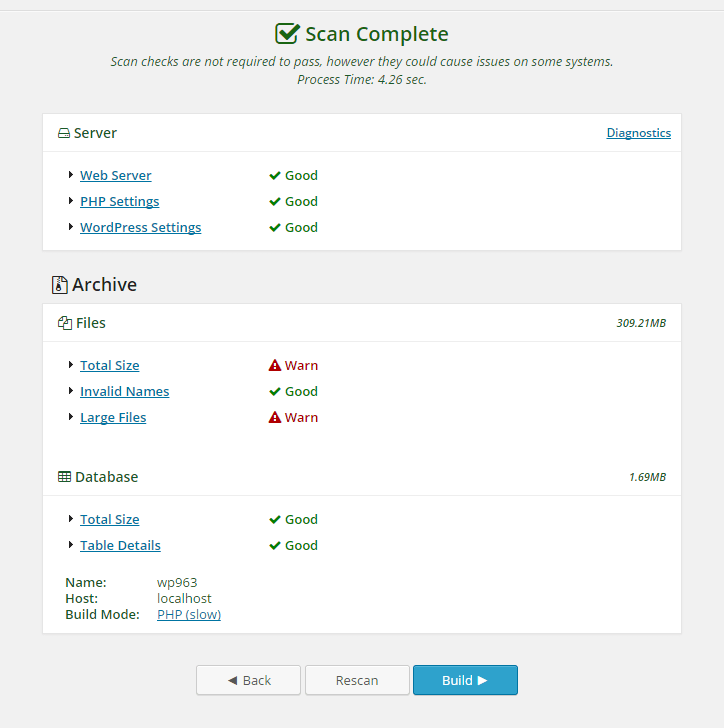 Scan Complete
Scan checks are not required to pass, however they could cause issues on some systems.
Process Time: 4.26 sec.
Server Diagnostics
Web Server Good
PHP Settings Good
WordPress Settings Good
Archive
Files 309.21MB
Total Size Warn
Invalid Names Good
Large Files Warn
Database 1.69MB
Total Size Good
Table Details Good
Name: wp963
Host: localhost
Build Mode: PHP (slow)
Back Rescan Build